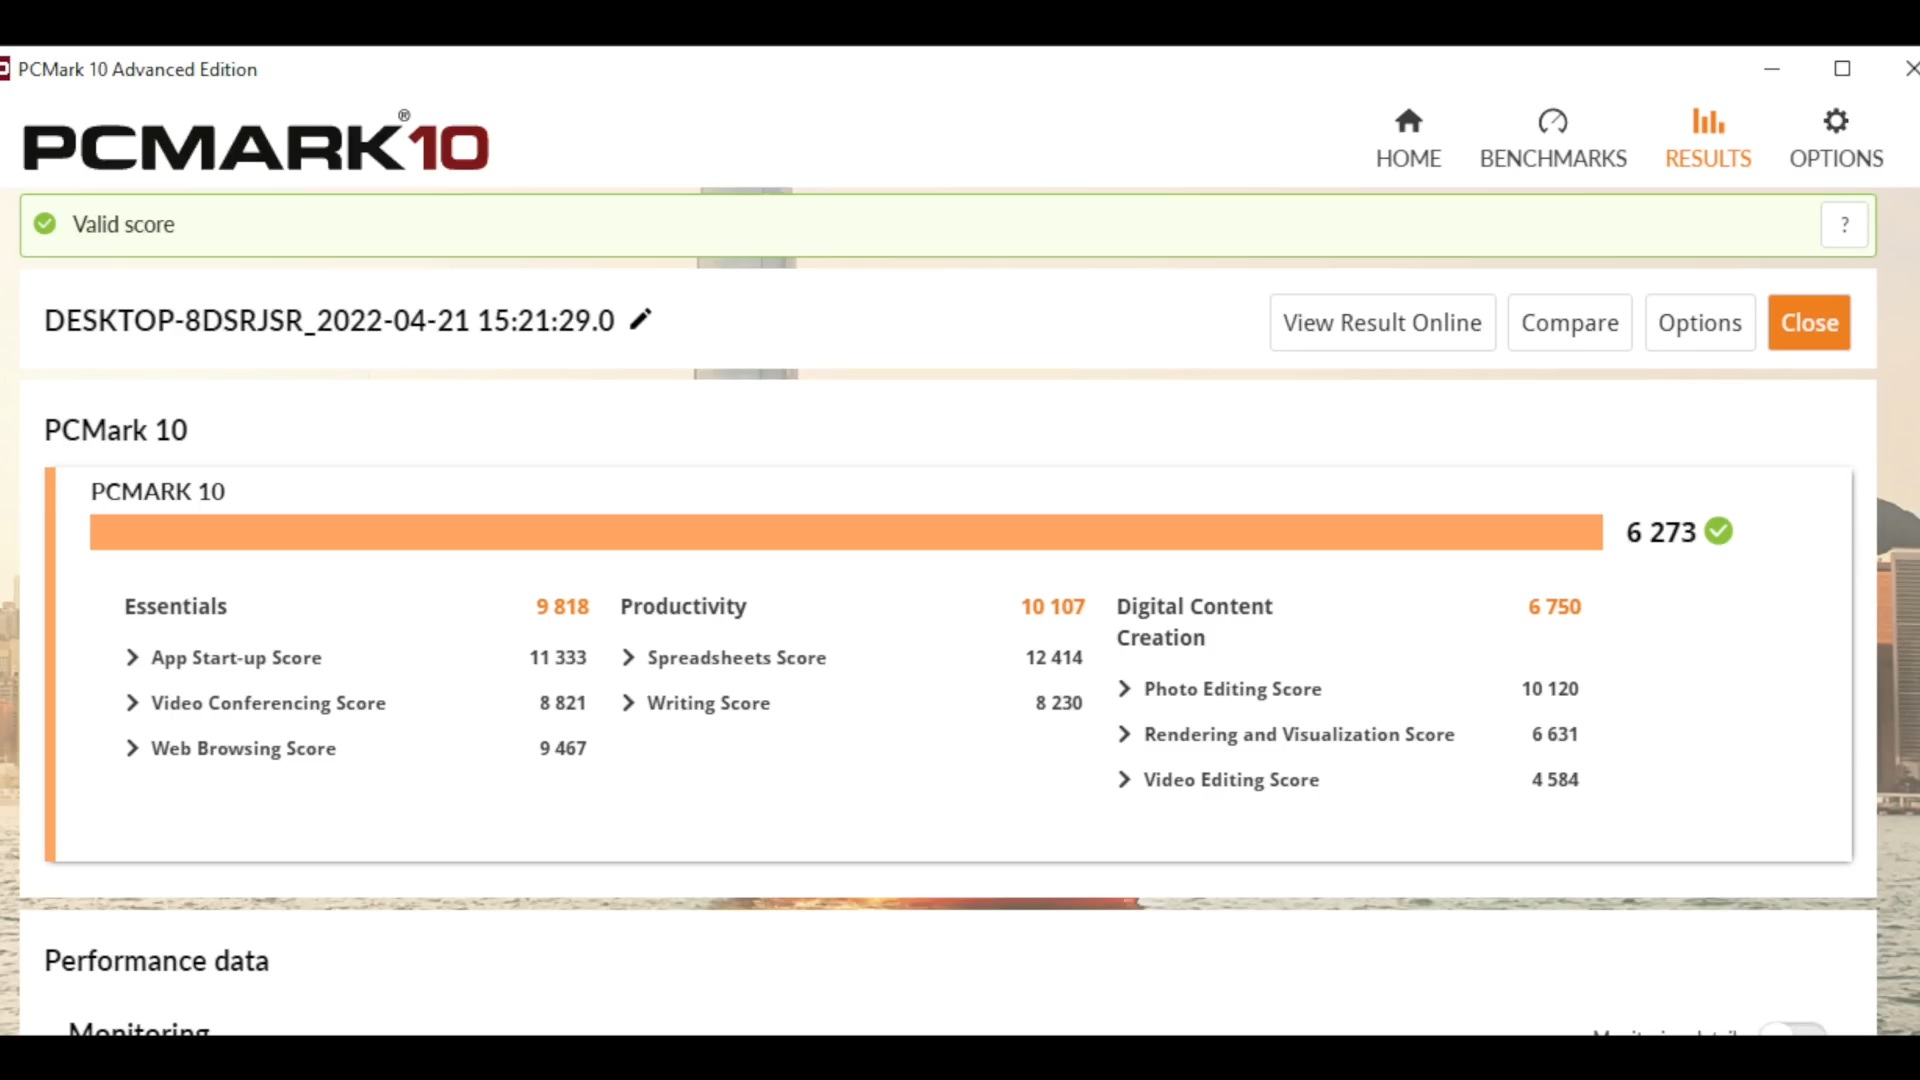 PCMark 10 Advanced Edition
PCMARK®10
HOME
BENCHMARKS
RESULTS
OPTIONS
Valid score
?
DESKTOP-8DSRJSR_2022-04-21 15:21:29.0
View Result Online
Compare
Options
Close
PCMark 10
PCMARK 10
6 273
Essentials 9 818
App Start-up Score 11 333
Video Conferencing Score 8 821
Web Browsing Score 9 467
Productivity 10 107
Spreadsheets Score 12 414
Writing Score 8 230
Digital Content 6 750
Creation
Photo Editing Score 10 120
Rendering and Visualization Score 6 631
Video Editing Score 4 584
Performance data
Monitoring